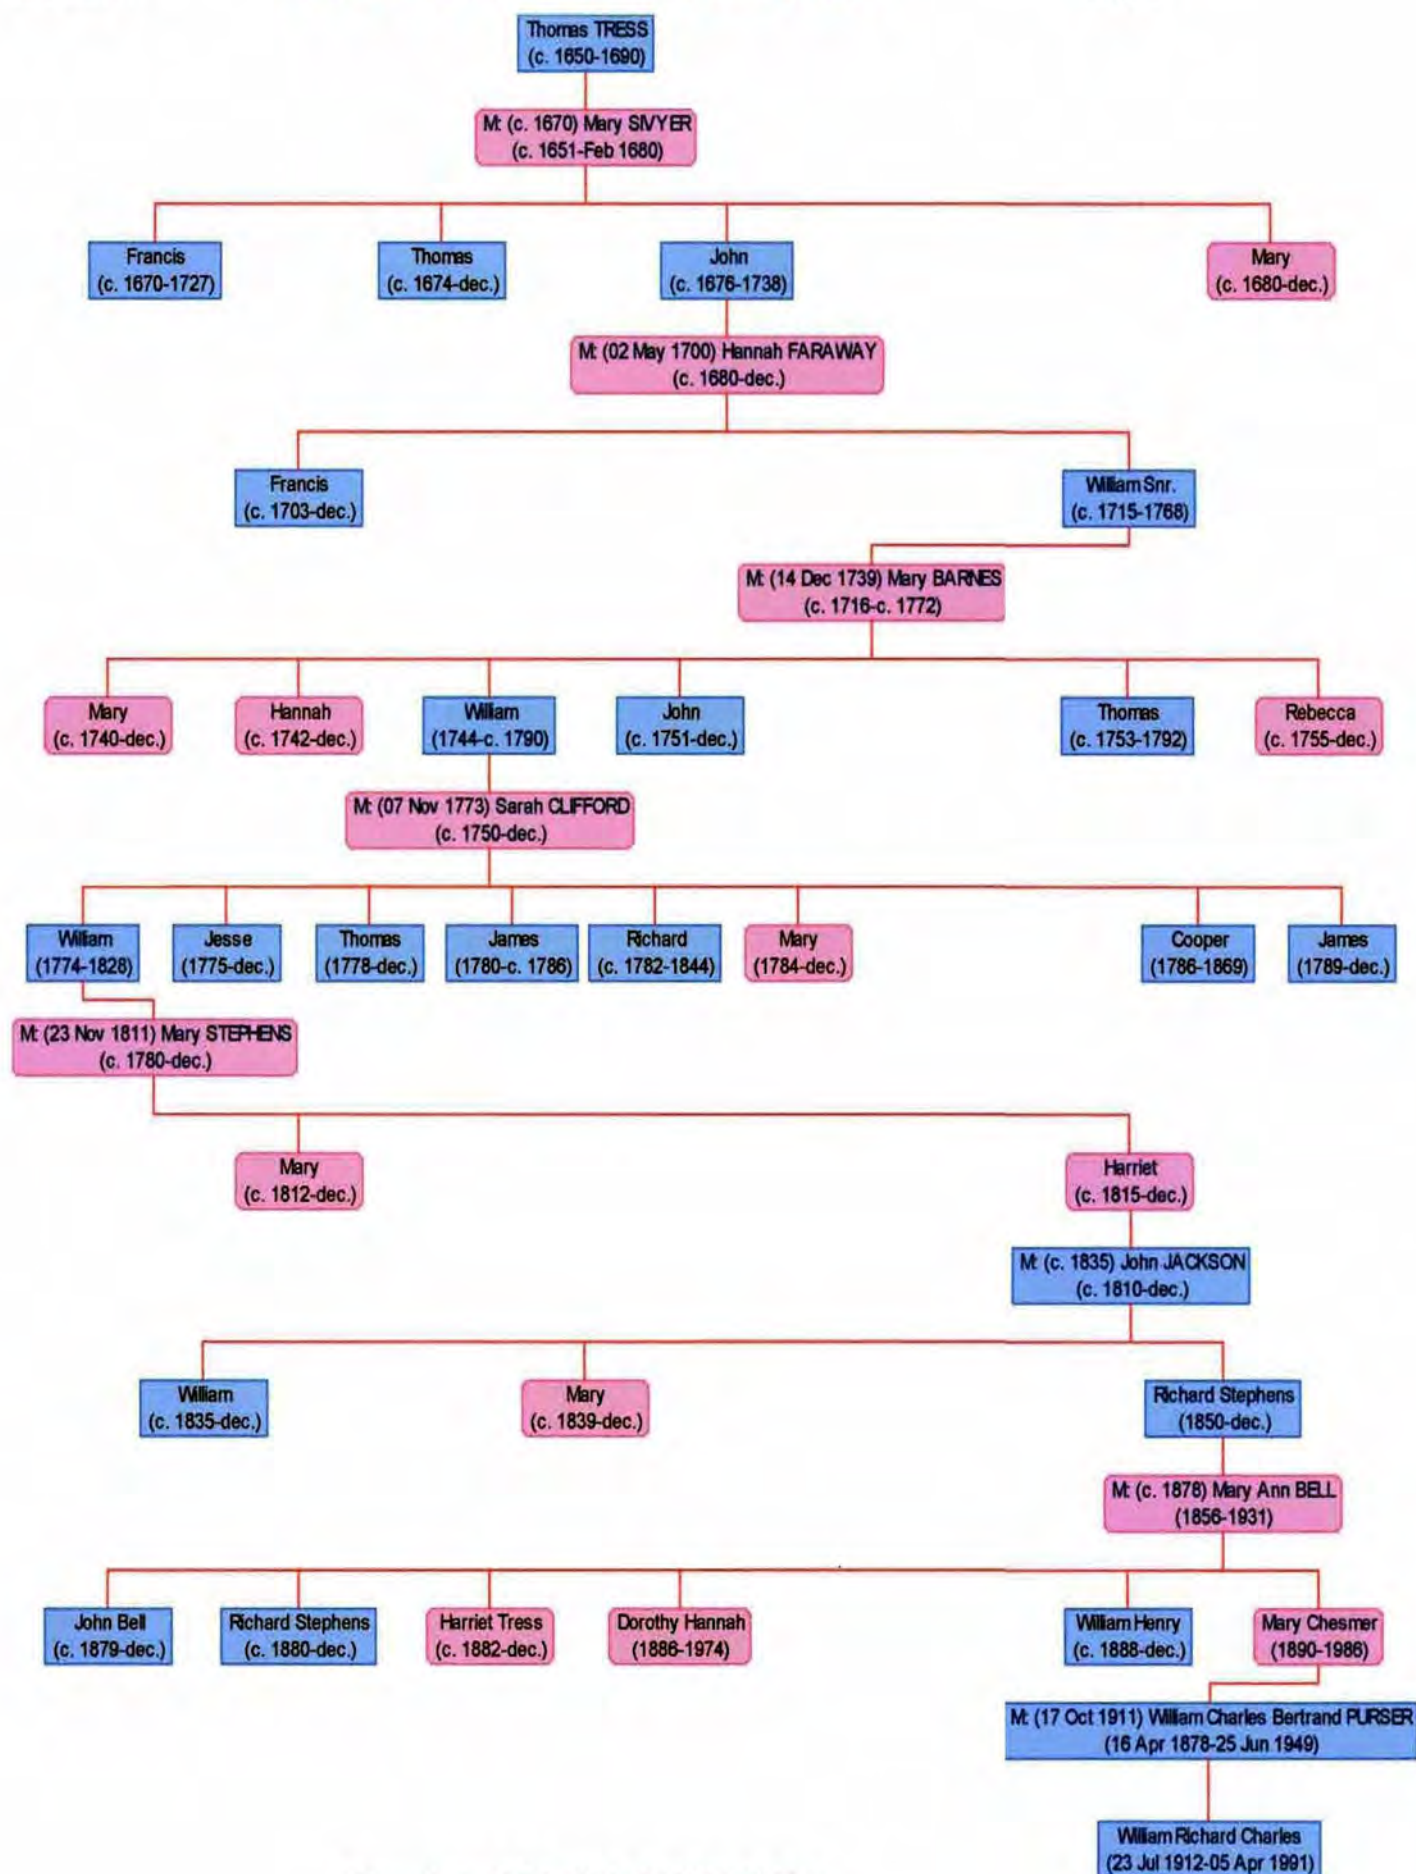 Thomas TRESS
(c. 1650-1690)
M: (c. 1670) Mary SIVYER
(c. 1651-Feb 1680)
Francis
(c. 1670-1727)
Thomas
(c. 1674-dec.)
John
(c. 1676-1738)
Mary
(c. 1680-dec.)
M: (02 May 1700) Hannah FARAWAY
(c. 1680-dec.)
Francis
(c. 1703-dec.)
William Snr.
(c. 1715-1768)
M: (14 Dec 1739) Mary BARNES
(c. 1716-c. 1772)
Mary
(c. 1740-dec.)
Hannah
(c. 1742-dec.)
William
(1744-c. 1790)
John
(c. 1751-dec.)
Thomas
(c. 1753-1792)
Rebecca
(c. 1755-dec.)
M: (07 Nov 1773) Sarah CLIFFORD
(c. 1750-dec.)
William
(1774-1828)
Jesse
(1775-dec.)
Thomas
(1778-dec.)
James
(1780-c. 1786)
Richard
(c. 1782-1844)
Mary
(1784-dec.)
Cooper
(1786-1869)
James
(1789-dec.)
M: (23 Nov 1811) Mary STEPHENS
(c. 1780-dec.)
Mary
(c. 1812-dec.)
Harriet
(c. 1815-dec.)
M: (c. 1835) John JACKSON
(c. 1810-dec.)
William
(c. 1835-dec.)
Mary
(c. 1839-dec.)
Richard Stephens
(1850-dec.)
M: (c. 1878) Mary Ann BELL
(1856-1931)
John Bell
(c. 1879-dec.)
Richard Stephens
(c. 1880-dec.)
Harriet Tress
(c. 1882-dec.)
Dorothy Hannah
(1886-1974)
William Henry
(c. 1888-dec.)
Mary Chesmer
(1890-1986)
M: (17 Oct 1911) William Charles Bertrand PURSER
(16 Apr 1878-25 Jun 1949)
William Richard Charles
(23 Jul 1912-05 Apr 1991)